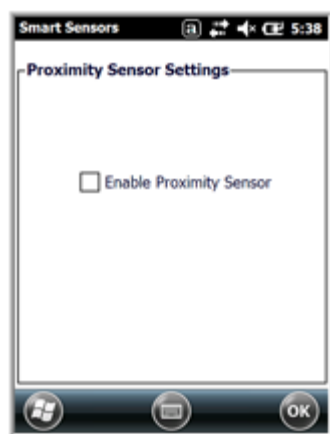 Smart Sensors a 5:38
Proximity Sensor Settings
Enable Proximity Sensor
OK